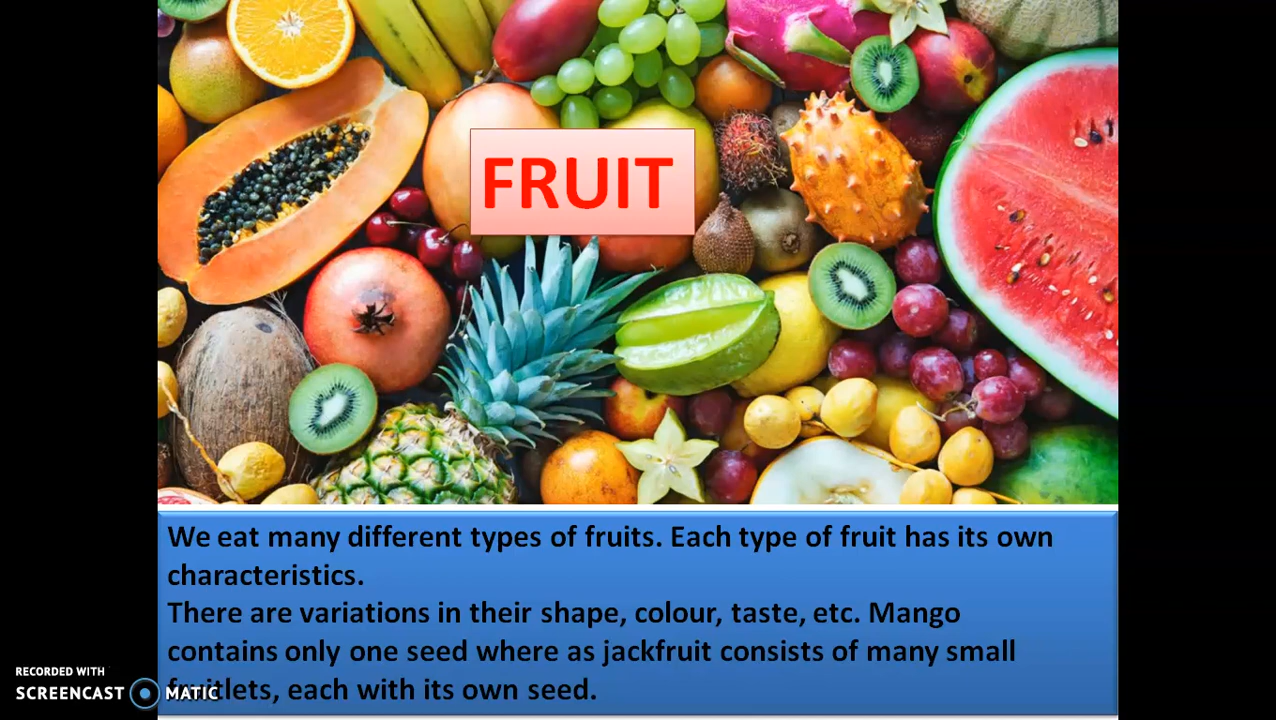 FRUIT
We eat many different types of fruits. Each type of fruit has its own
characteristics.
There are variations in their shape, colour, taste, etc. Mango
contains only one seed where as jackfruit consists of many small
fruitlets, each with its own seed.
RECORDED WITH
SCREENCAST MATIC